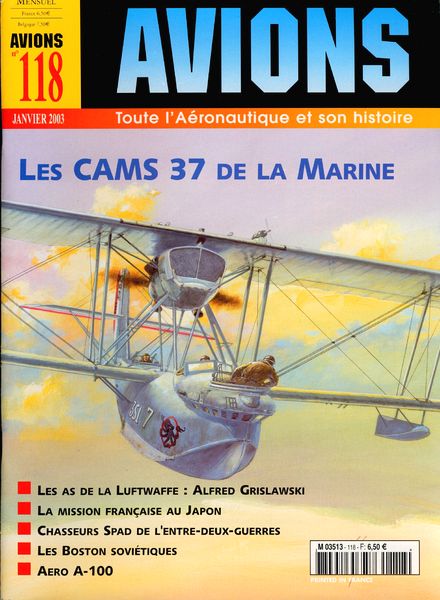 MENSUEL
France 6,50€
Belgique 7,50€
AVIONS
n°
118
JANVIER 2003
AVIONS
Toute l'Aéronautique et son histoire
LES CAMS 37 DE LA MARINE
3S1 7
LES AS DE LA LUFTWAFFE : ALFRED GRISLAWSKI
LA MISSION FRANÇAISE AU JAPON
CHASSEURS SPAD DE L'ENTRE-DEUX-GUERRES
LES BOSTON SOVIÉTIQUES
AERO A-100
M 03513 - 118 - F: 6,50 €
PRINTED IN FRANCE